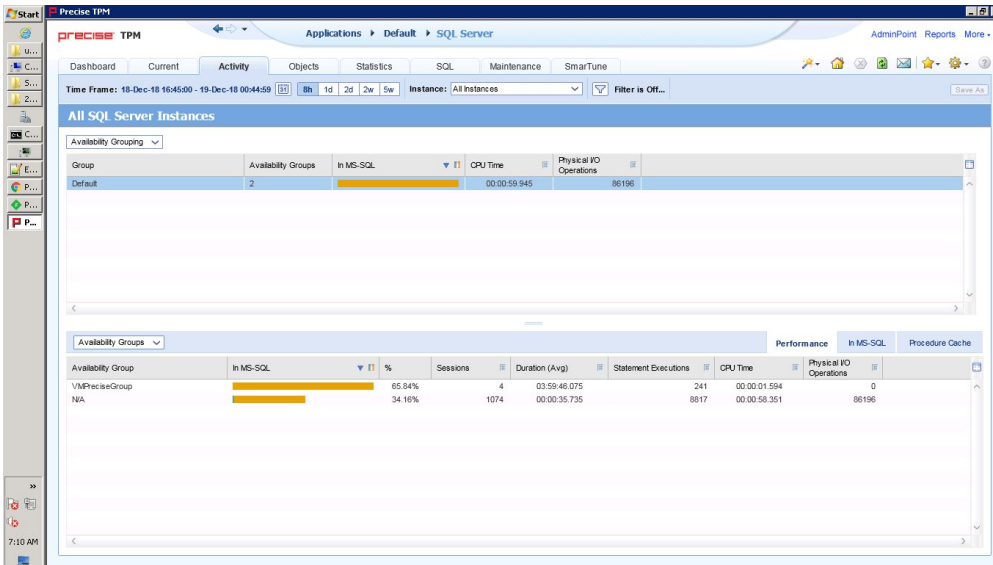 Start
Precise TPM
precise TPM
Applications Default SQL Server
AdminPoint Reports More
Dashboard Current Activity Objects Statistics SQL Maintenance SmarTune
Time Frame: 18-Dec-18 16:45:00 - 19-Dec-18 00:44:59 31 8h 1d 2d 2w 5w Instance: All Instances Filter is Off... Save As
All SQL Server Instances
Availability Grouping
Group Availability Groups In MS-SQL CPU Time Physical I/O Operations
Default 2 00:00:59.945 86196
Availability Groups Performance In MS-SQL Procedure Cache
Availability Group In MS-SQL % Sessions Duration (Avg) Statement Executions CPU Time Physical I/O Operations
VMPreciseGroup 65.84% 4 03:59:46.075 241 00:00:01.594 0
N/A 34.16% 1074 00:00:35.735 8817 00:00:58.351 86196
u...
C...
S...
2...
C...
E...
P...
P...
P...
»
7:10 AM